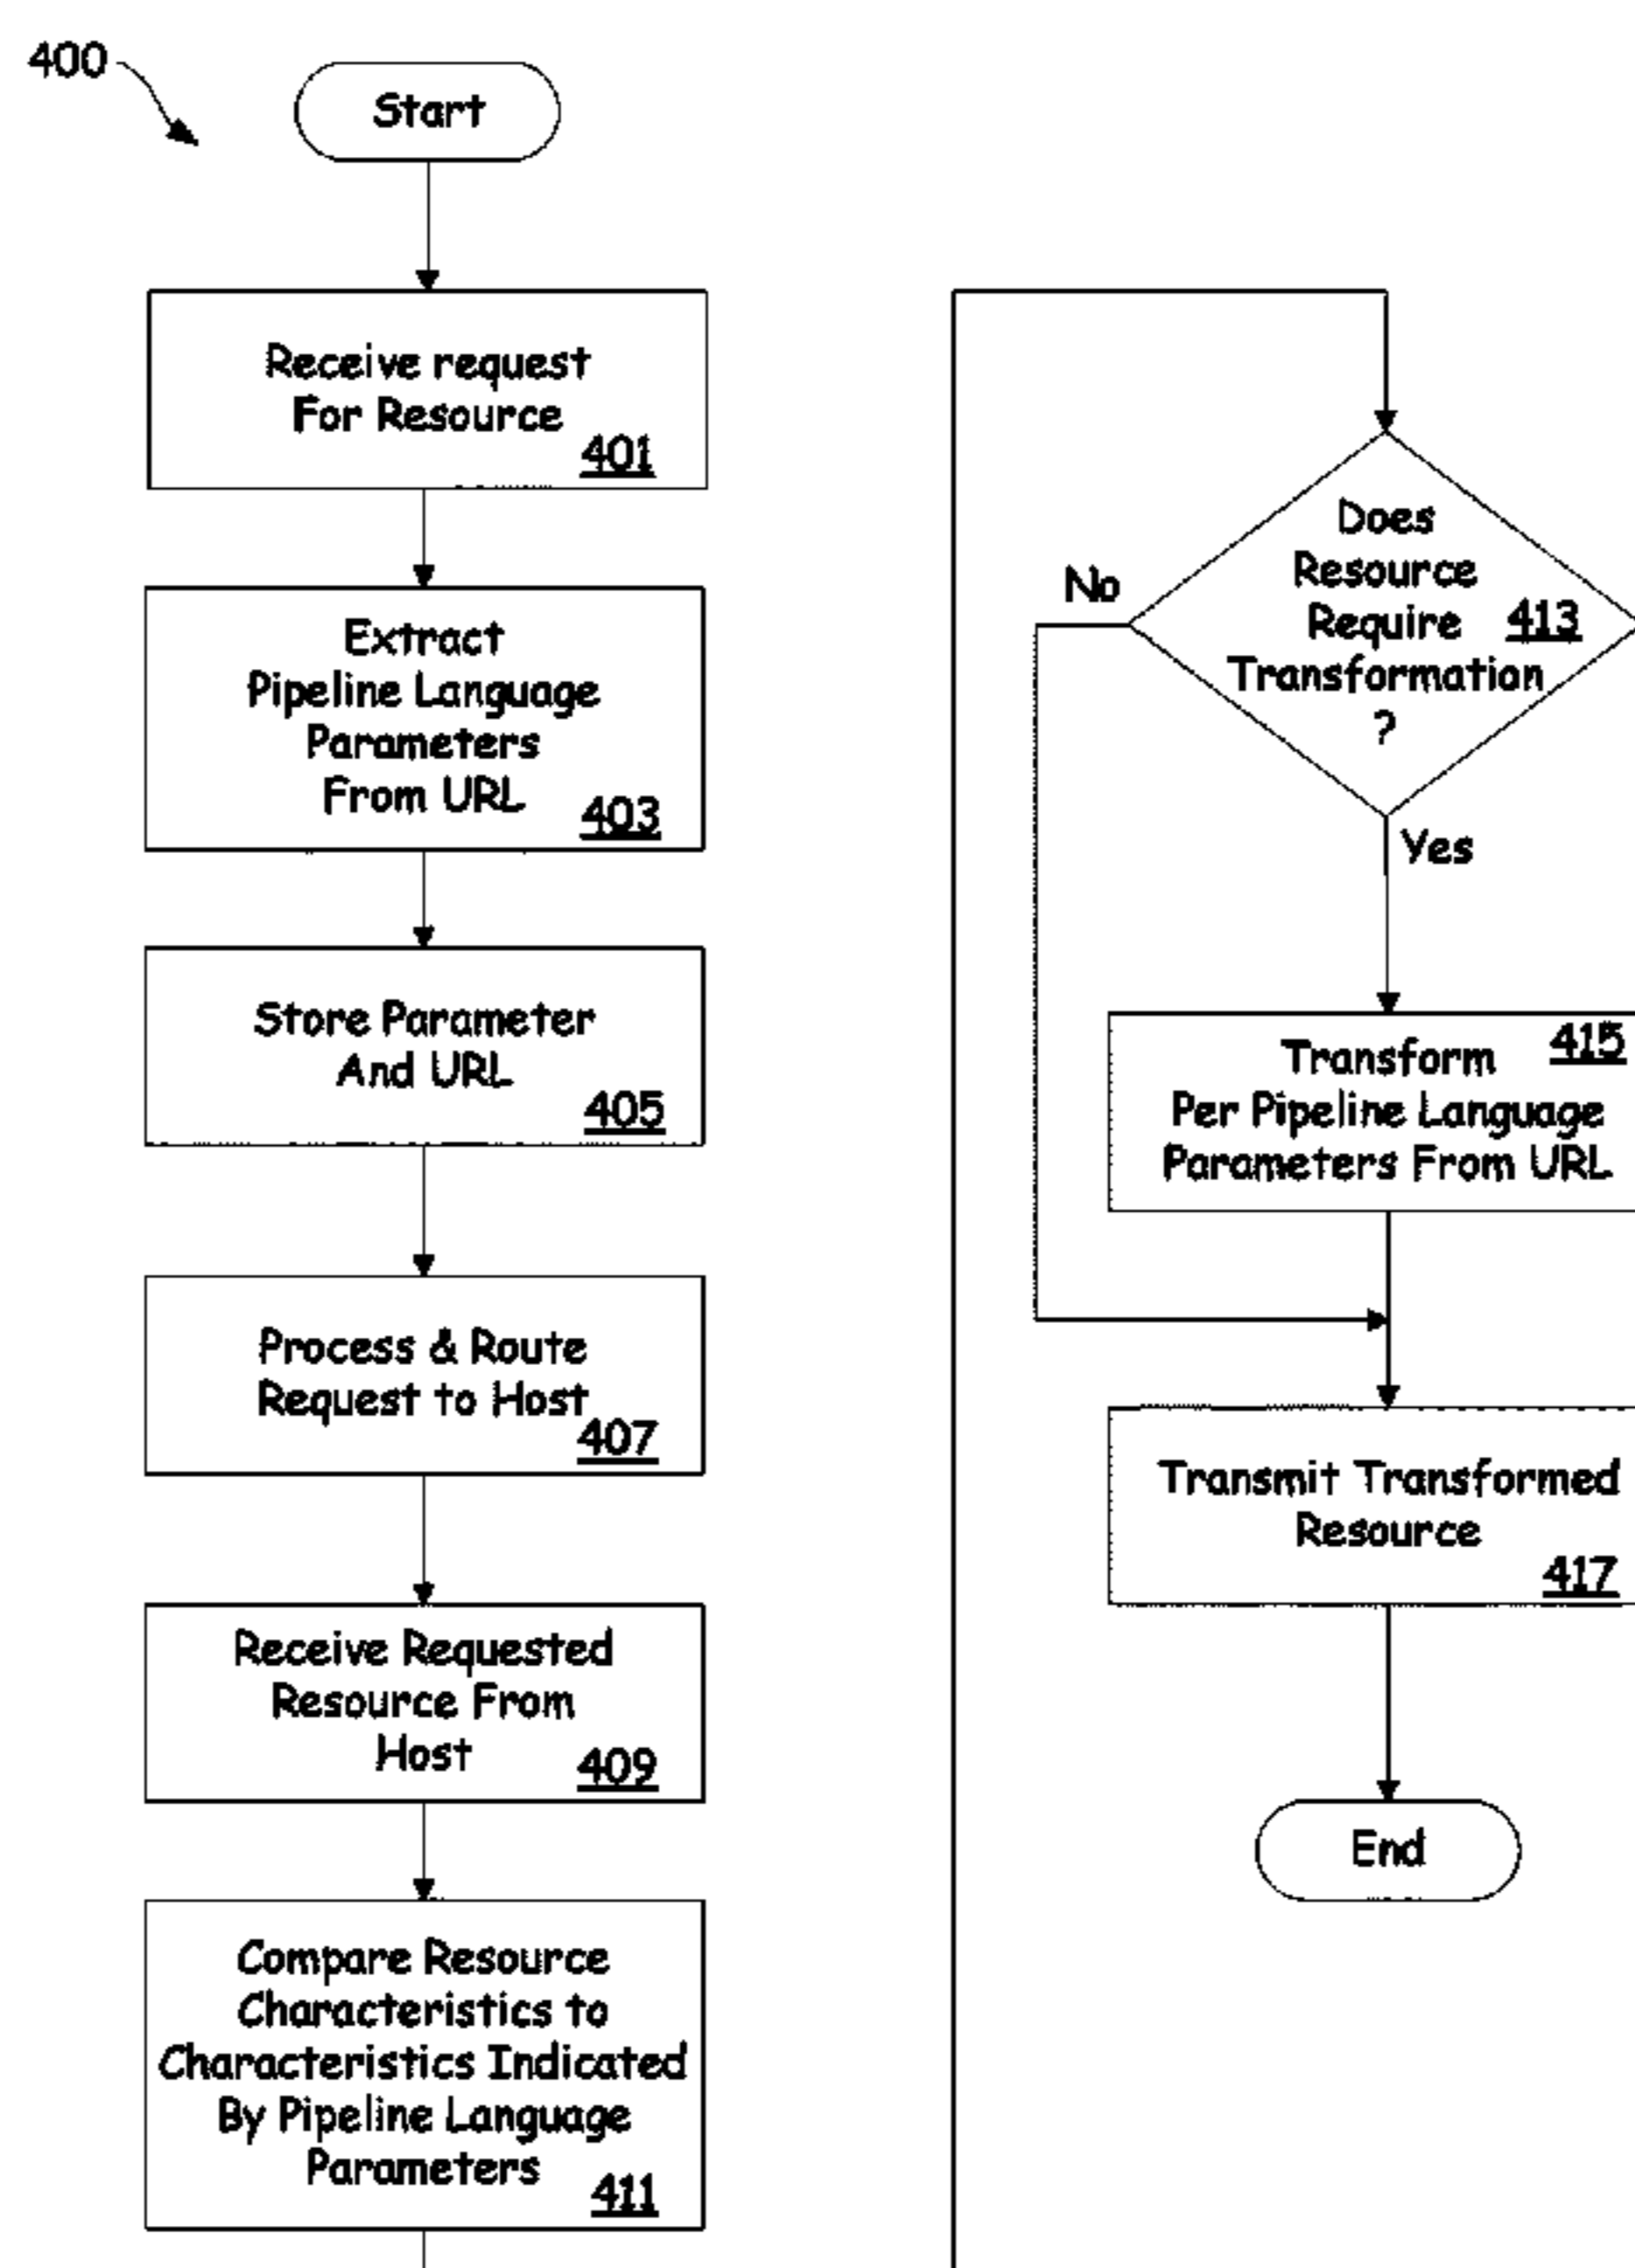 400
Start
Receive request
For Resource
401
Extract
Pipeline Language
Parameters
From URL
403
Store Parameter
And URL
405
Process & Route
Request to Host
407
Receive Requested
Resource From
Host
409
Compare Resource
Characteristics to
Characteristics Indicated
By Pipeline Language
Parameters
411
Does
Resource
Require 413
Transformation
?
No
Yes
415
Transform
Per Pipeline Language
Parameters From URL
Transmit Transformed
Resource
417
End